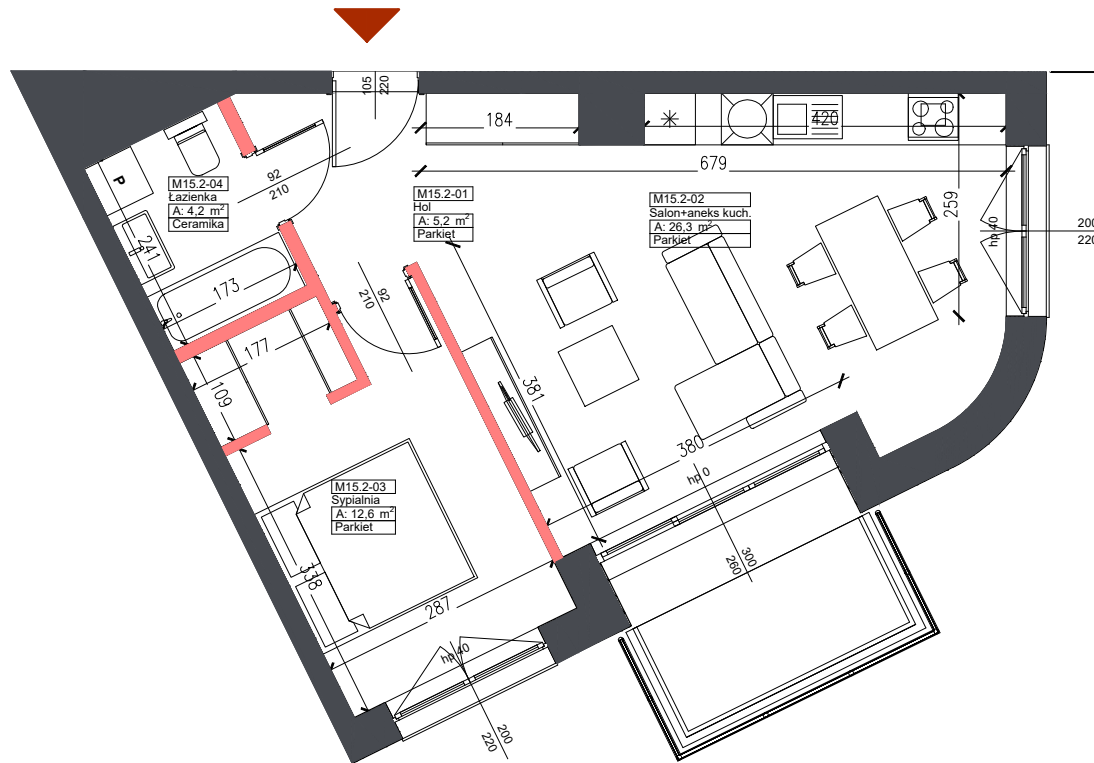 105
220
184
420
679
259
92
210
P
M15.2-04
Łazienka
A: 4,2 m²
Ceramika
M15.2-01
Hol
A: 5,2 m²
Parkiet
M15.2-02
Salon+aneks kuch.
A: 26,3 m²
Parkiet
hp 40
200
220
241
173
92
210
177
109
381
380
hp 0
M15.2-03
Sypialnia
A: 12,6 m²
Parkiet
338
287
300
260
hp 40
200
220